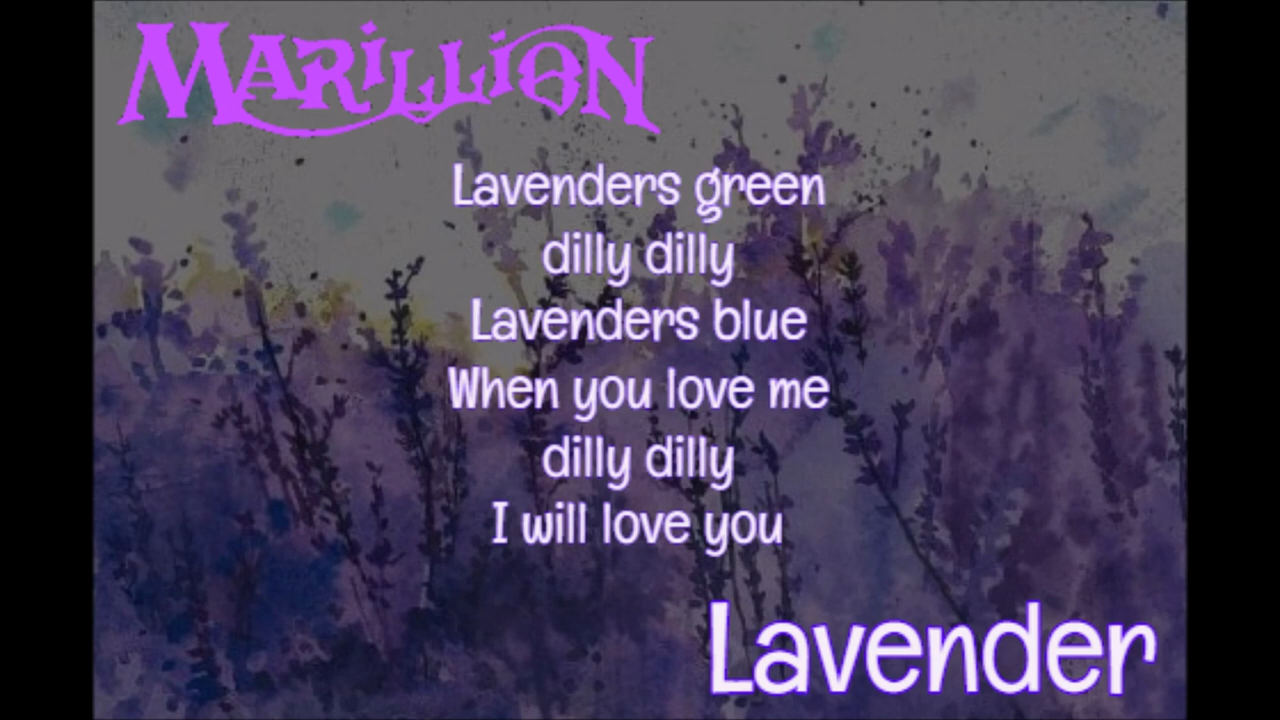 Marillion
Lavenders green
dilly dilly
Lavenders blue
When you love me
dilly dilly
I will love you
Lavender